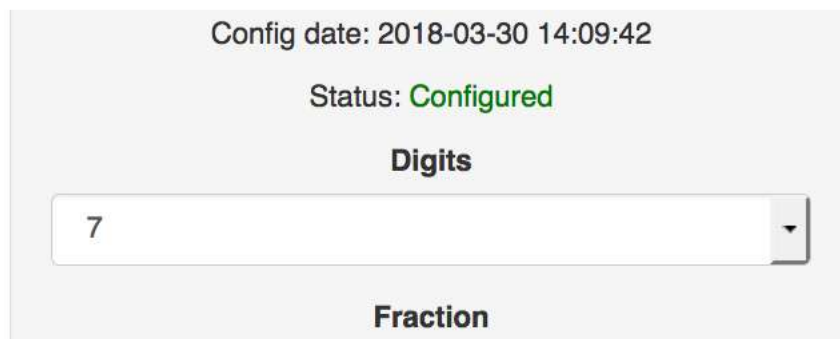 Config date: 2018-03-30 14:09:42
Status: Configured
Digits
7
Fraction